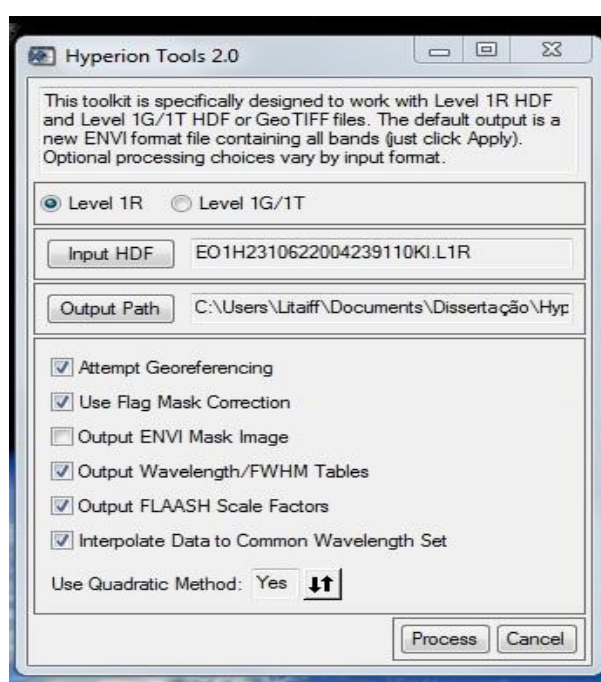 Hyperion Tools 2.0
This toolkit is specifically designed to work with Level 1R HDF
and Level 1G/1T HDF or GeoTIFF files. The default output is a
new ENVI format file containing all bands (just click Apply).
Optional processing choices vary by input format.
Level 1R Level 1G/1T
Input HDF EO1H2310622004239110KI.L1R
Output Path C:\Users\Litaiff\Documents\Dissertação\Hyp
Attempt Georeferencing
Use Flag Mask Correction
Output ENVI Mask Image
Output Wavelength/FWHM Tables
Output FLAASH Scale Factors
Interpolate Data to Common Wavelength Set
Use Quadratic Method: Yes
Process Cancel